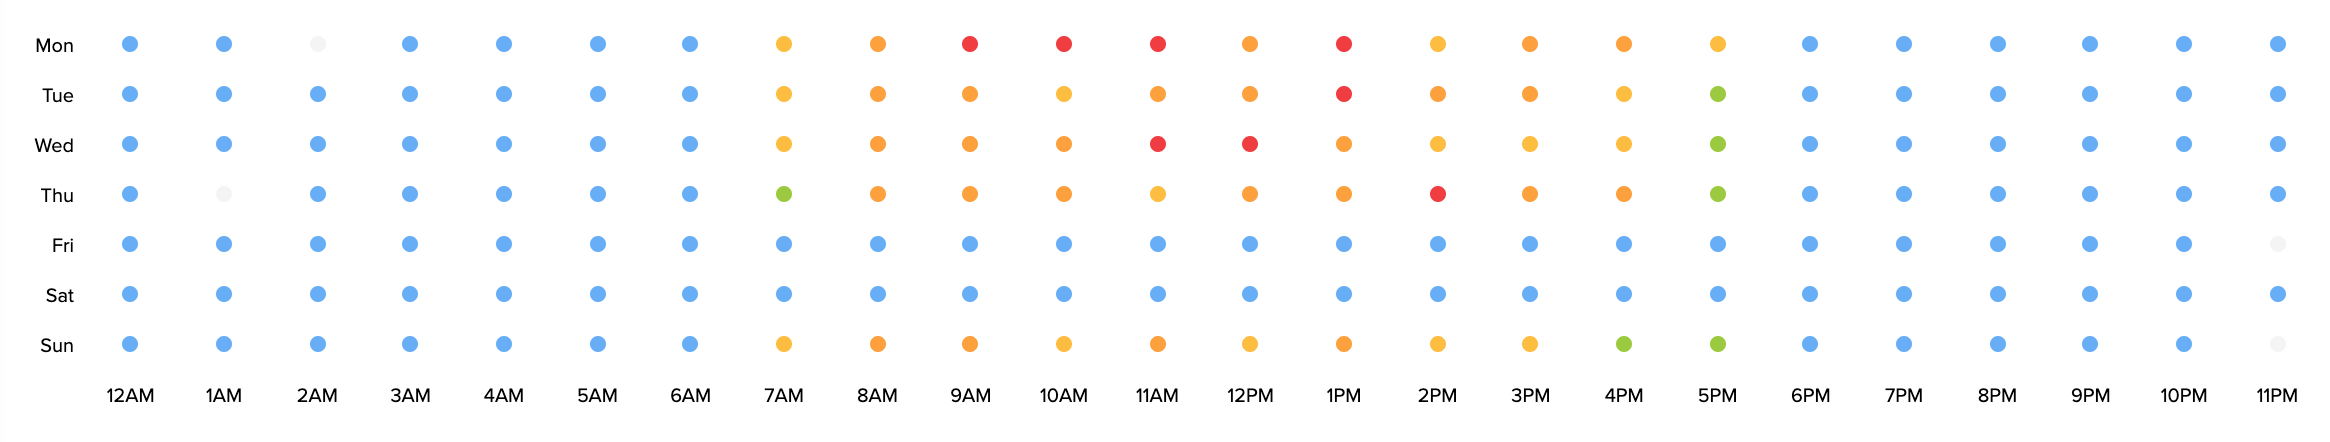 Mon
Tue
Wed
Thu
Fri
Sat
Sun
12AM 1AM 2AM 3AM 4AM 5AM 6AM 7AM 8AM 9AM 10AM 11AM 12PM 1PM 2PM 3PM 4PM 5PM 6PM 7PM 8PM 9PM 10PM 11PM